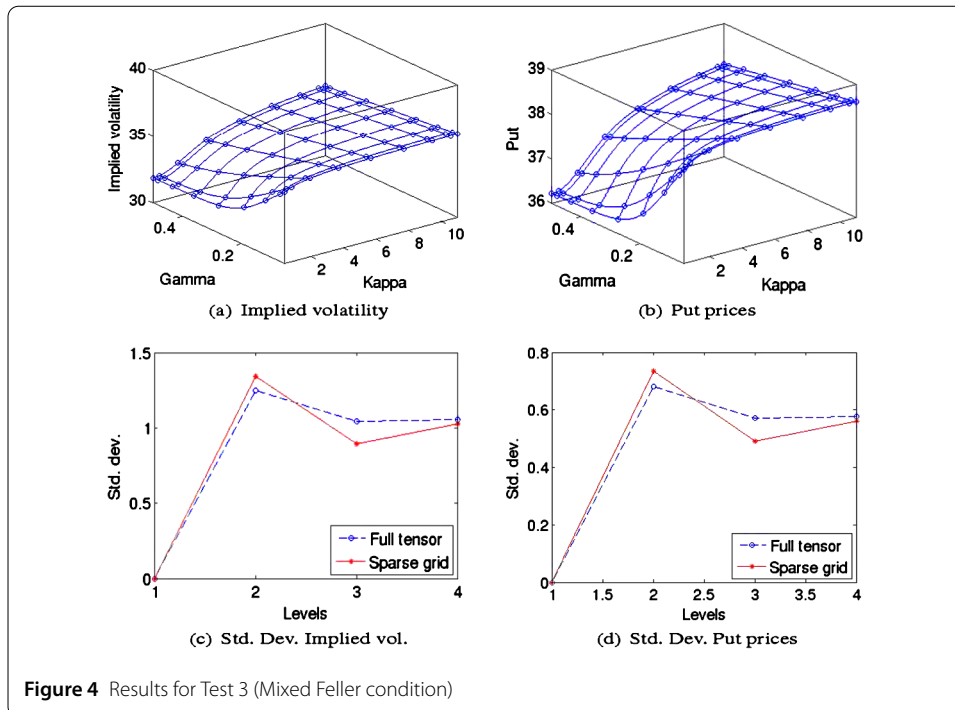 40
35
30
Implied volatility
0.4
0.2
Gamma
2
4
6
8
10
Kappa
(a) Implied volatility
39
38
37
36
Put
0.4
0.2
Gamma
2
4
6
8
10
Kappa
(b) Put prices
1.5
1
0.5
0
Std. dev.
Full tensor
Sparse grid
1
2
3
4
Levels
(c) Std. Dev. Implied vol.
0.8
0.6
0.4
0.2
0
Std. dev.
Full tensor
Sparse grid
1
1.5
2
2.5
3
3.5
4
Levels
(d) Std. Dev. Put prices
Figure 4 Results for Test 3 (Mixed Feller condition)